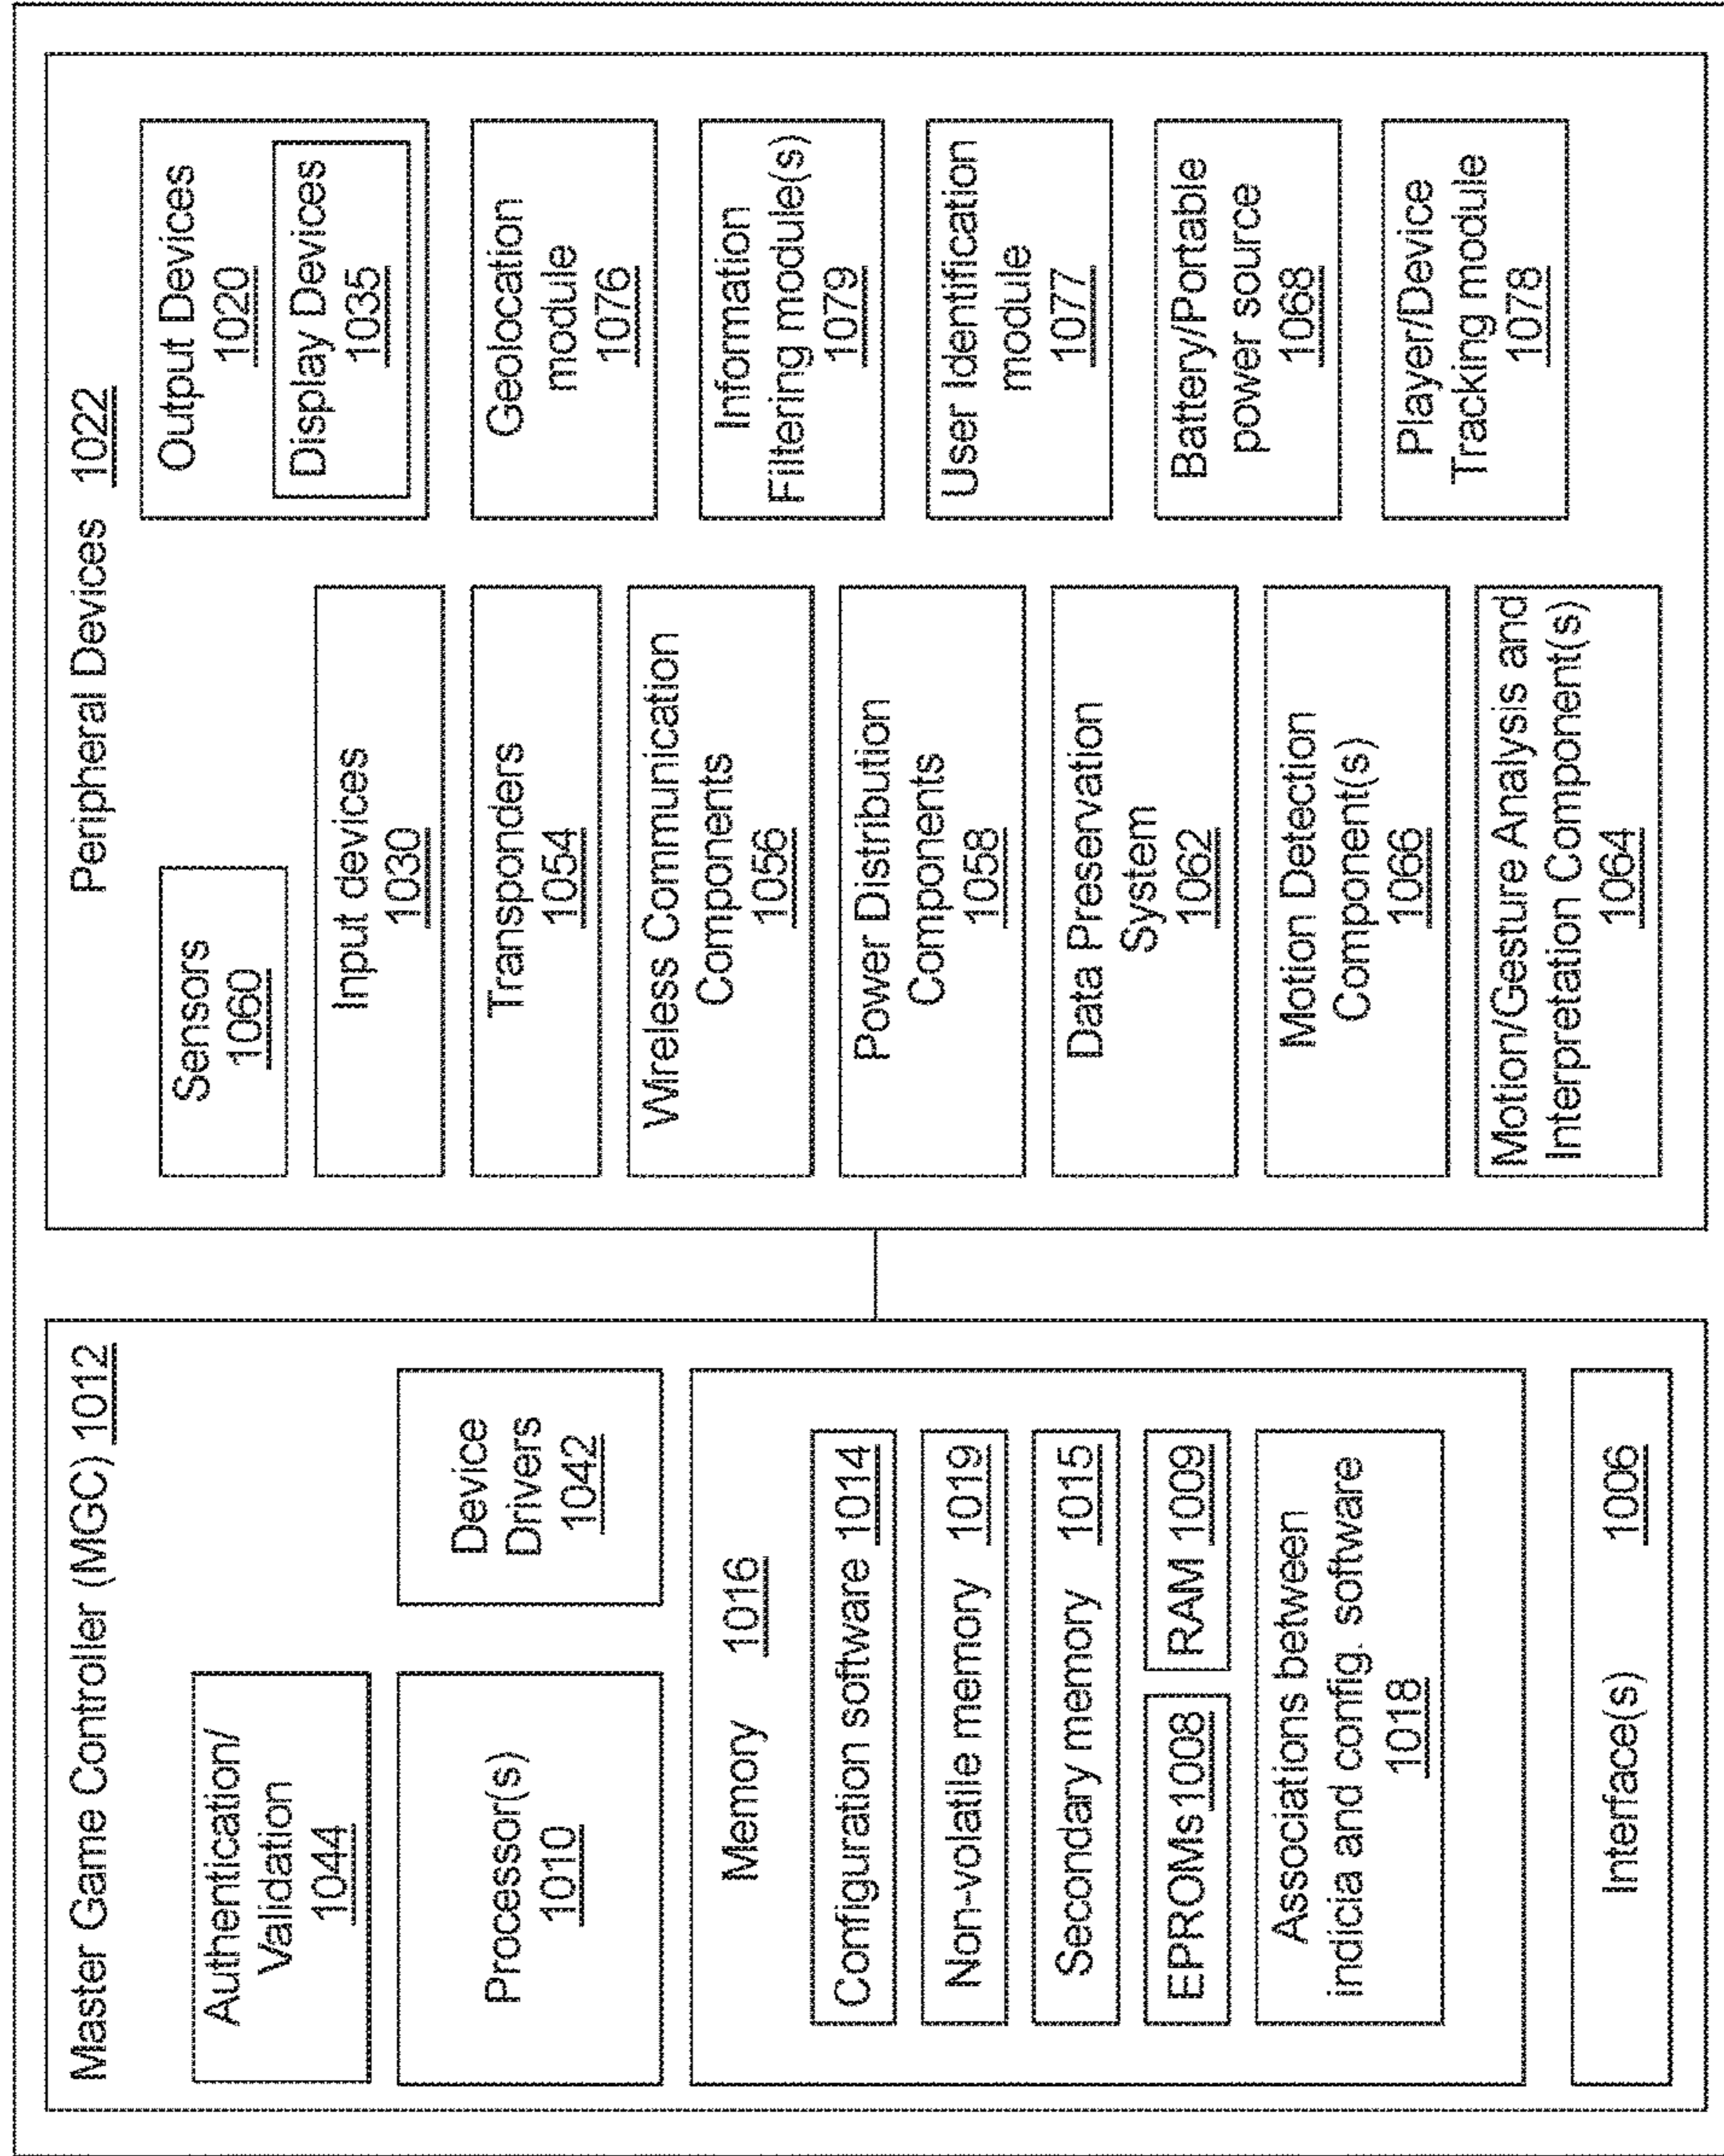 Master Game Controller (MGC) 1012
Authentication/
Validation
1044
Processor(s)
1010
Device
Drivers
1042
Memory 1016
Configuration software 1014
Non-volatile memory 1019
Secondary memory 1015
EPROMs1008
RAM 1009
Associations between
indicia and config. software
1018
Interface(s) 1006
Peripheral Devices 1022
Sensors
1060
Input devices
1030
Transponders
1054
Wireless Communication
Components
1056
Power Distribution
Components
1058
Data Preservation
System
1062
Motion Detection
Component(s)
1066
Motion/Gesture Analysis and
Interpretation Component(s)
1064
Output Devices
1020
Display Devices
1035
Geolocation
module
1076
Information
Filtering module(s)
1079
User Identification
module
1077
Battery/Portable
power source
1068
Player/Device
Tracking module
1078